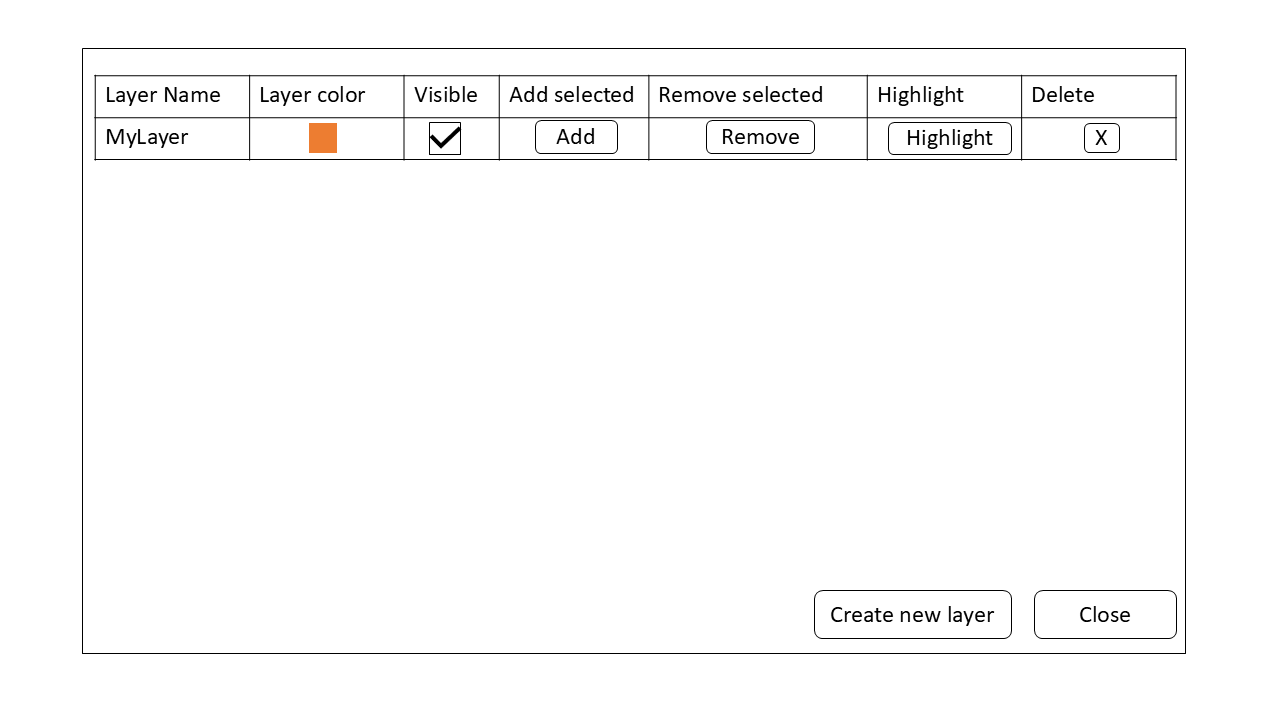 Layer Name Layer color Visible Add selected Remove selected Highlight Delete
MyLayer Add Remove Highlight X
Create new layer Close